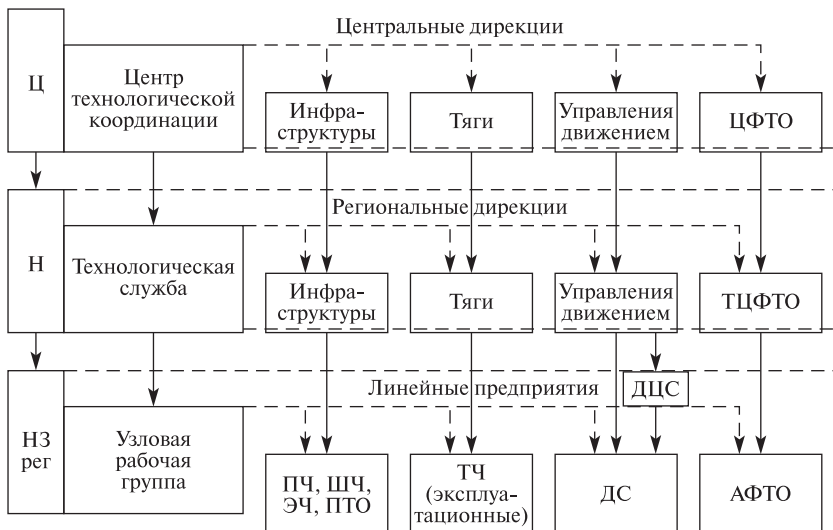 Центральные дирекции
Ц
Центр
технологической
координации
Инфра-
структуры
Тяги
Управления
движением
ЦФТО
Региональные дирекции
Н
Технологическая
служба
Инфра-
структуры
Тяги
Управления
движением
ТЦФТО
Линейные предприятия
ДЦС
НЗ
рег
Узловая
рабочая
группа
ПЧ, ШЧ,
ЭЧ, ПТО
ТЧ
(эксплуа-
тационные)
ДС
АФТО